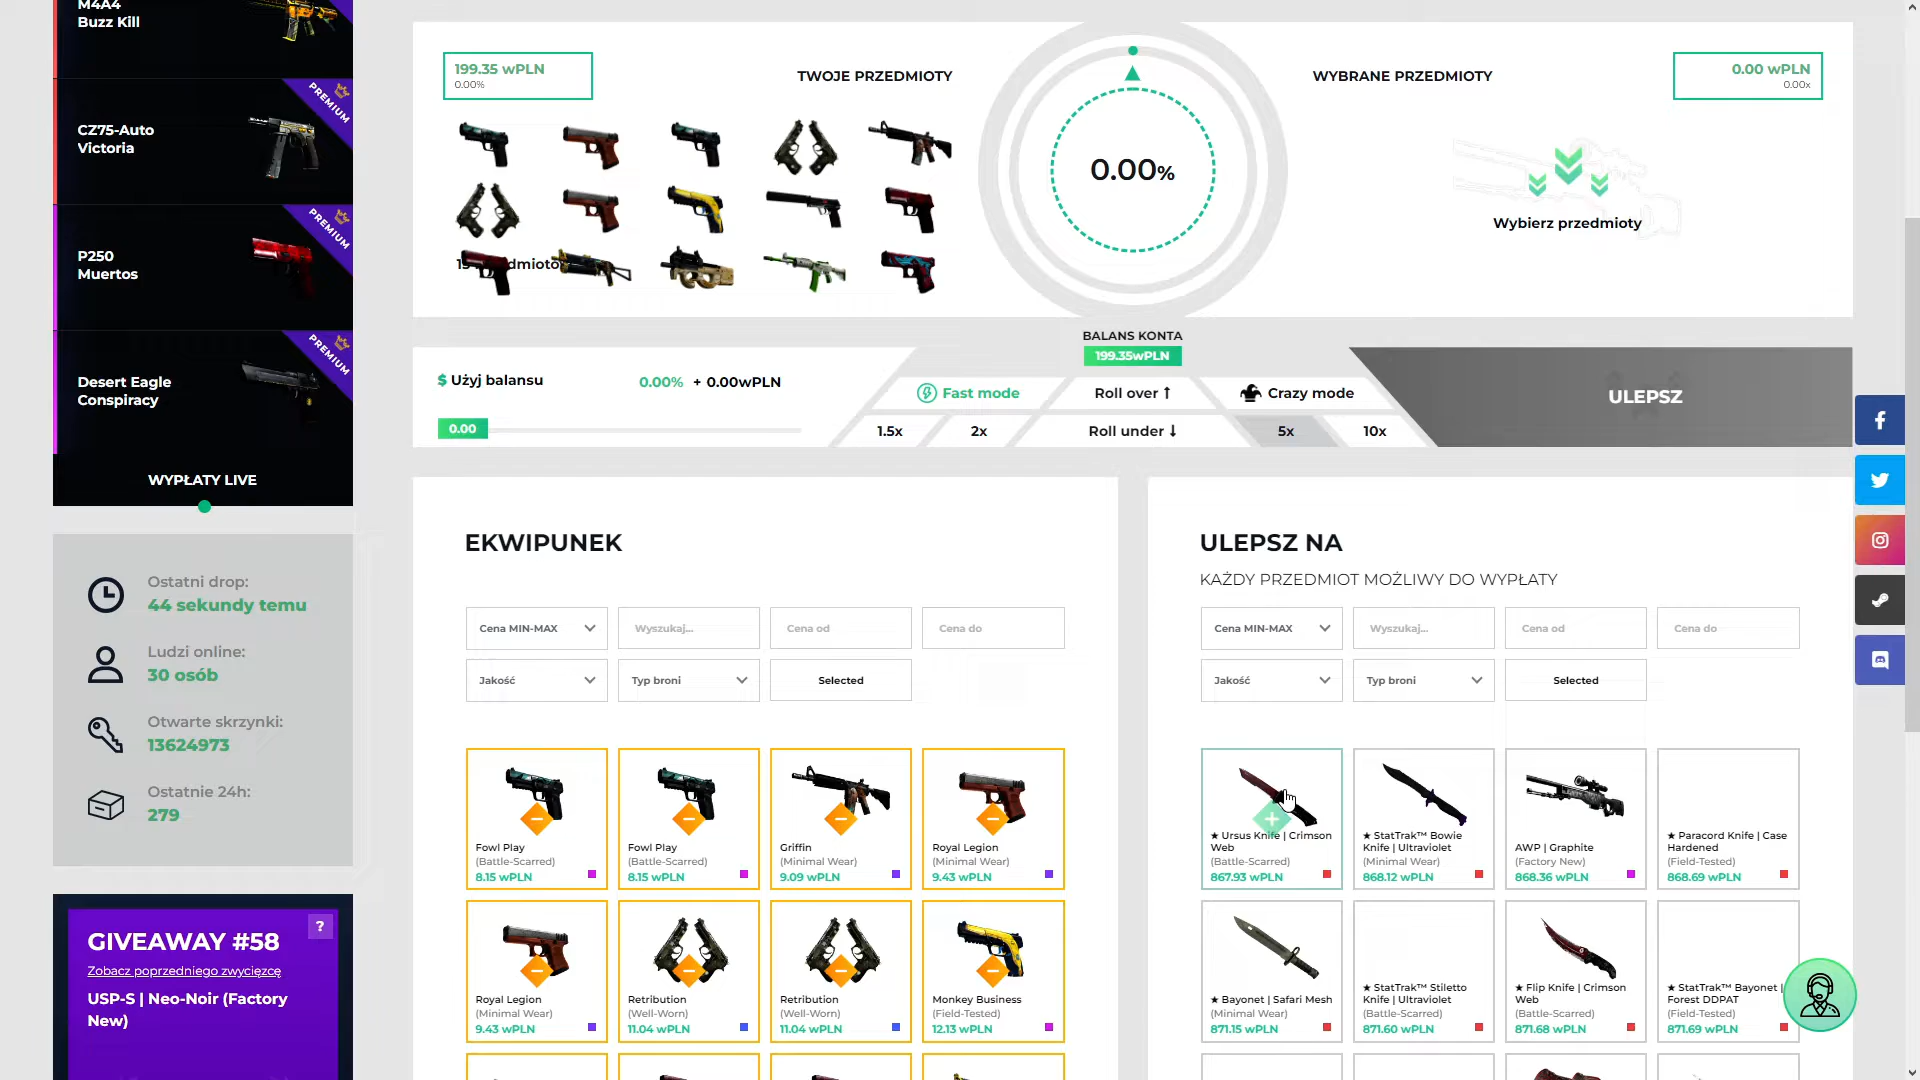 M4A4
Buzz Kill
PREMIUM
CZ75-Auto
Victoria
PREMIUM
P250
Muertos
PREMIUM
Desert Eagle
Conspiracy
WYPŁATY LIVE
Ostatni drop:
44 sekundy temu
Ludzi online:
30 osób
Otwarte skrzynki:
13624973
Ostatnie 24h:
279
GIVEAWAY #58
?
Zobacz poprzedniego zwycięzcę
USP-S | Neo-Noir (Factory
New)
199.35 wPLN
0.00%
TWOJE PRZEDMIOTY
0.00%
WYBRANE PRZEDMIOTY
0.00 wPLN
0.00x
Wybierz przedmioty
BALANS KONTA
199.35wPLN
$ Użyj balansu
0.00% + 0.00wPLN
0.00
Fast mode
Roll over ↑
Crazy mode
1.5x
2x
Roll under ↓
5x
10x
ULEPSZ
EKWIPUNEK
Cena MIN-MAX
Wyszukaj...
Cena od
Cena do
Jakość
Typ broni
Selected
Fowl Play
(Battle-Scarred)
8.15 wPLN
Fowl Play
(Battle-Scarred)
8.15 wPLN
Griffin
(Minimal Wear)
9.09 wPLN
Royal Legion
(Minimal Wear)
9.43 wPLN
Royal Legion
(Minimal Wear)
9.43 wPLN
Retribution
(Well-Worn)
11.04 wPLN
Retribution
(Well-Worn)
11.04 wPLN
Monkey Business
(Field-Tested)
12.13 wPLN
ULEPSZ NA
KAŻDY PRZEDMIOT MOŻLIWY DO WYPŁATY
Cena MIN-MAX
Wyszukaj...
Cena od
Cena do
Jakość
Typ broni
Selected
★ Ursus Knife | Crimson
Web
(Battle-Scarred)
867.93 wPLN
★ StatTrak™ Bowie
Knife | Ultraviolet
(Minimal Wear)
868.12 wPLN
AWP | Graphite
(Factory New)
868.36 wPLN
★ Paracord Knife | Case
Hardened
(Field-Tested)
868.69 wPLN
★ Bayonet | Safari Mesh
(Minimal Wear)
871.15 wPLN
★ StatTrak™ Stiletto
Knife | Ultraviolet
(Battle-Scarred)
871.60 wPLN
★ Flip Knife | Crimson
Web
(Battle-Scarred)
871.68 wPLN
★ StatTrak™ Bayonet |
Forest DDPAT
(Field-Tested)
871.69 wPLN